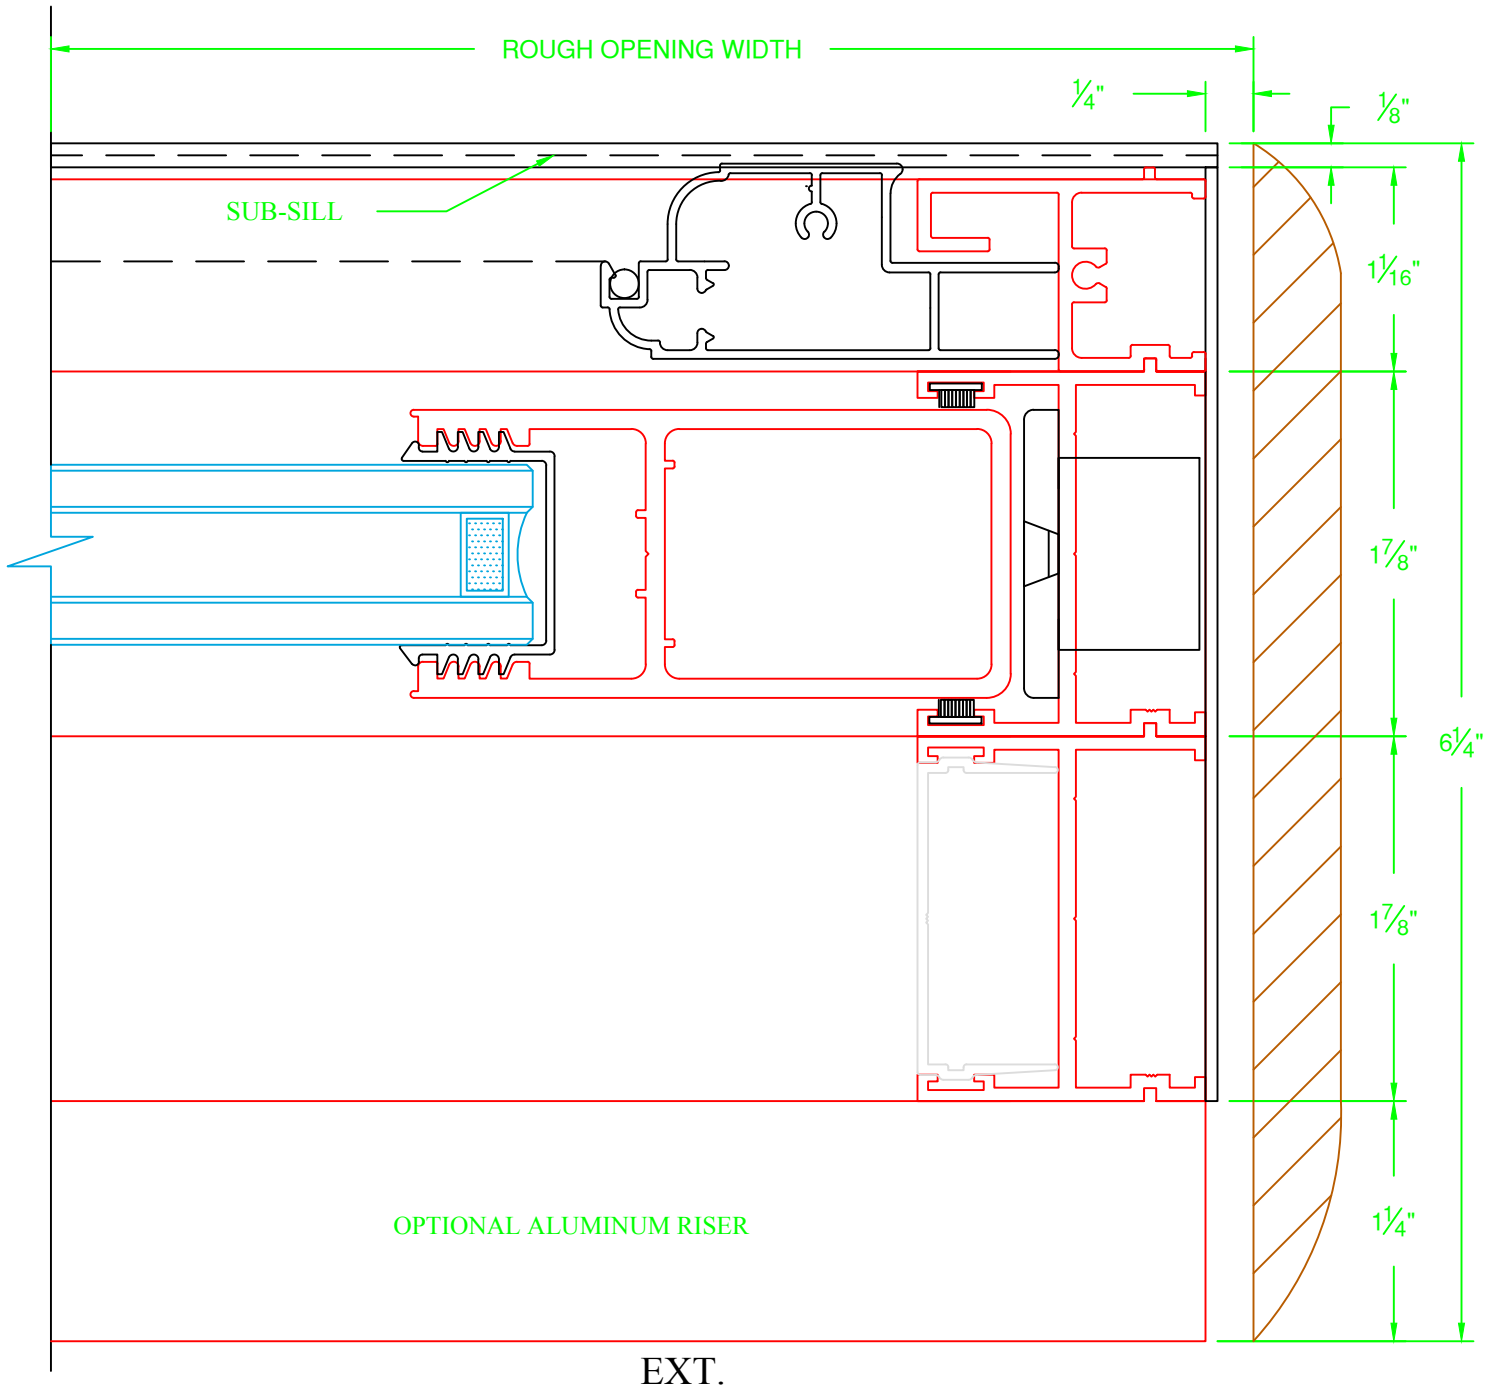 ROUGH OPENING WIDTH
1/4"
1/8"
SUB-SILL
1 1/16"
1 7/8"
6 1/4"
1 7/8"
OPTIONAL ALUMINUM RISER
1 1/4"
EXT.